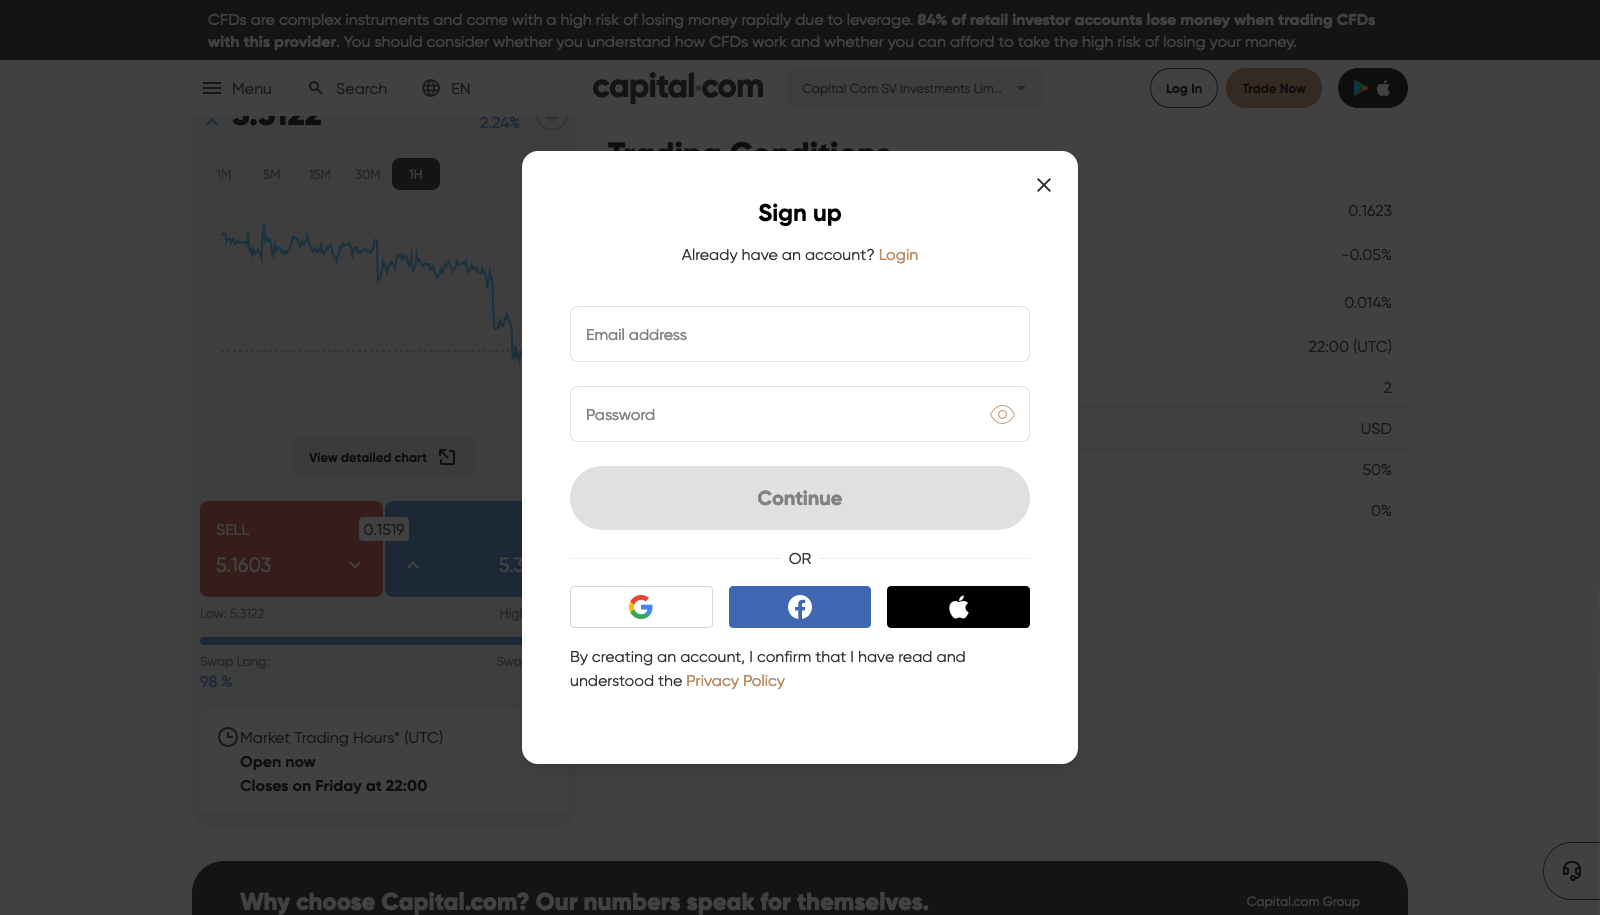 CFDs are complex instruments and come with a high risk of losing money rapidly due to leverage. 84% of retail investor accounts lose money when trading CFDs
with this provider. You should consider whether you understand how CFDs work and whether you can afford to take the high risk of losing your money.
Menu
Search
EN
capital.com
Capital Com SV Investments Lim...
Log In
Trade Now
5.3122
2.24%
1M
5M
15M
30M
1H
View detailed chart
SELL
5.1603
0.1519
5.3
Low: 5.3122
High
Swap Long:
Swa
98 %
Market Trading Hours* (UTC)
Open now
Closes on Friday at 22:00
Trading Conditions
0.1623
-0.05%
0.014%
22:00 (UTC)
2
USD
50%
0%
Sign up
Already have an account? Login
Email address
Password
Continue
OR
By creating an account, I confirm that I have read and
understood the Privacy Policy
Why choose Capital.com? Our numbers speak for themselves.
Capital.com Group